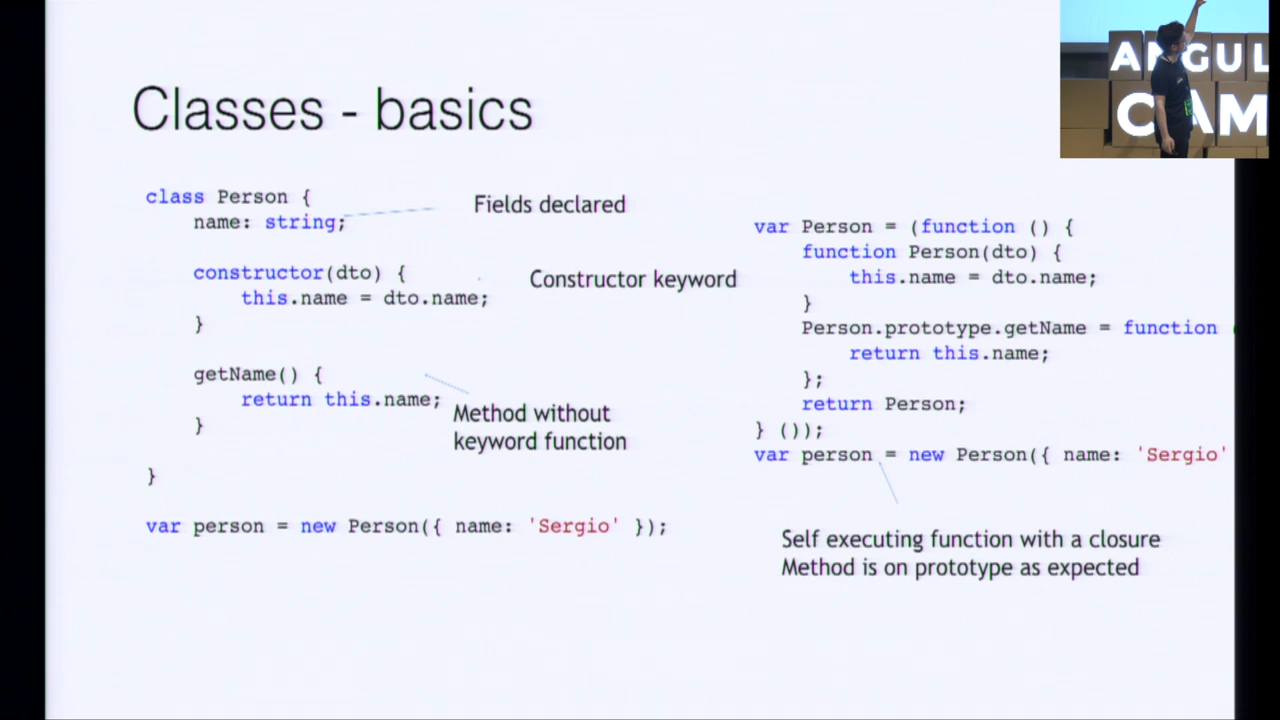 Classes - basics
class Person {
name: string;
constructor(dto) {
this.name = dto.name;
}
getName() {
return this.name;
}
}
var person = new Person({ name: 'Sergio' });
Fields declared
Constructor keyword
Method without
keyword function
var Person = (function () {
function Person(dto) {
this.name = dto.name;
}
Person.prototype.getName = function (
return this.name;
};
return Person;
} ());
var person = new Person({ name: 'Sergio'
Self executing function with a closure
Method is on prototype as expected